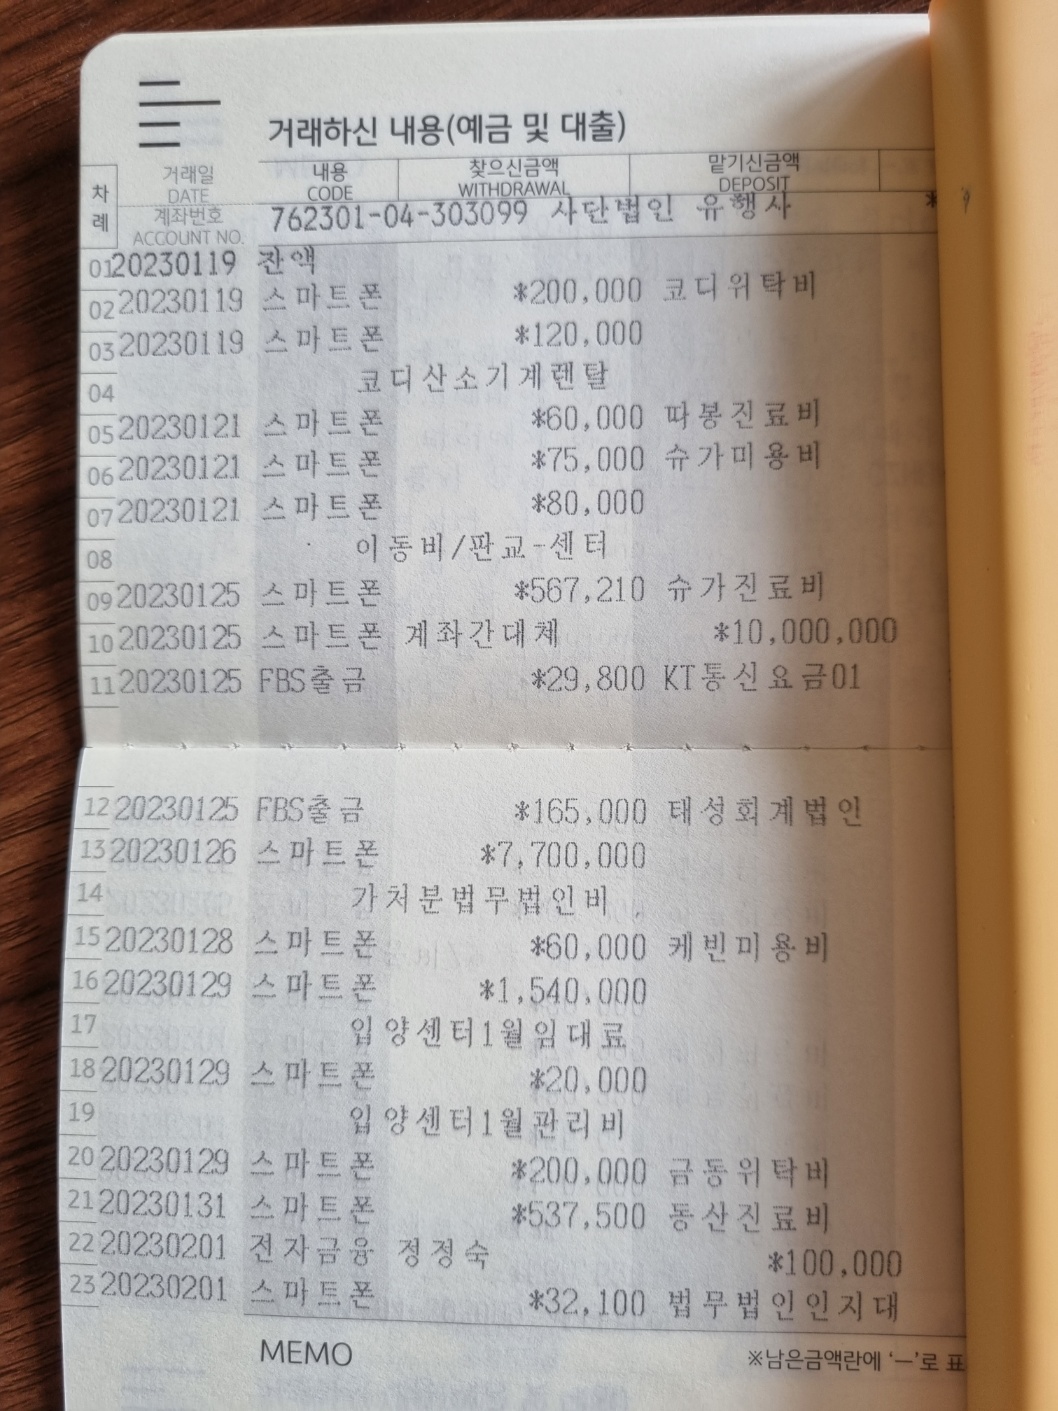 거래하신 내용(예금 및 대출)
차례 거래일 DATE 내용 CODE 찾으신금액 WITHDRAWAL 맡기신금액 DEPOSIT
계좌번호 ACCOUNT NO. 762301-04-303099 사단법인 유행사 *
01 20230119 잔액
02 20230119 스마트폰 *200,000 코디위탁비
03 20230119 스마트폰 *120,000
04 코디산소기계렌탈
05 20230121 스마트폰 *60,000 따봉진료비
06 20230121 스마트폰 *75,000 슈가미용비
07 20230121 스마트폰 *80,000
08 이동비/판교-센터
09 20230125 스마트폰 *567,210 슈가진료비
10 20230125 스마트폰 계좌간대체 *10,000,000
11 20230125 FBS출금 *29,800 KT통신요금01
12 20230125 FBS출금 *165,000 태성회계법인
13 20230126 스마트폰 *7,700,000
14 가처분법무법인비
15 20230128 스마트폰 *60,000 케빈미용비
16 20230129 스마트폰 *1,540,000
17 입양센터1월임대료
18 20230129 스마트폰 *20,000
19 입양센터1월관리비
20 20230129 스마트폰 *200,000 금동위탁비
21 20230131 스마트폰 *537,500 동산진료비
22 20230201 전자금융 정정숙 *100,000
23 20230201 스마트폰 *32,100 법무법인인지대
MEMO ※남은금액란에 '-'로 표